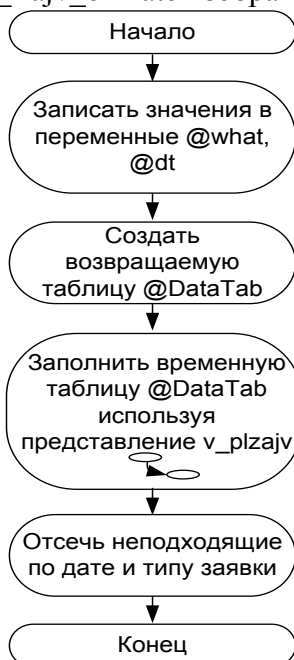 Начало
Записать значения в
переменные @what,
@dt
Создать
возвращаемую
таблицу @DataTab
Заполнить временную
таблицу @DataTab
используя
представление v_plzajv
Отсечь неподходящие
по дате и типу заявки
Конец